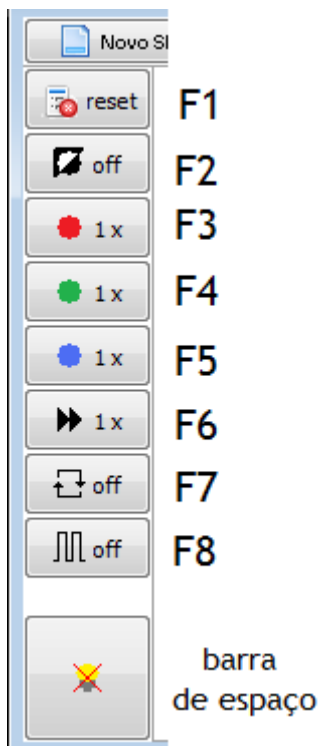 Novo Sl
reset F1
off F2
1 x F3
1 x F4
1 x F5
1 x F6
off F7
off F8
barra
de espaço